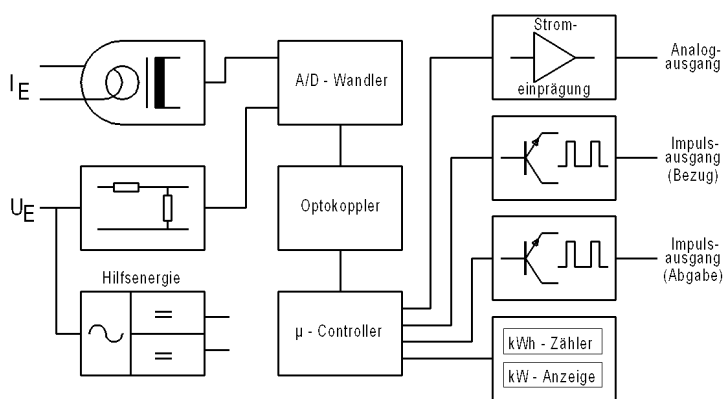 I E
U E
Hilfsenergie
A/D - Wandler
Optokoppler
µ - Controller
Strom-
einprägung
kWh - Zähler
kW - Anzeige
Analog-
ausgang
Impuls-
ausgang
(Bezug)
Impuls-
ausgang
(Abgabe)